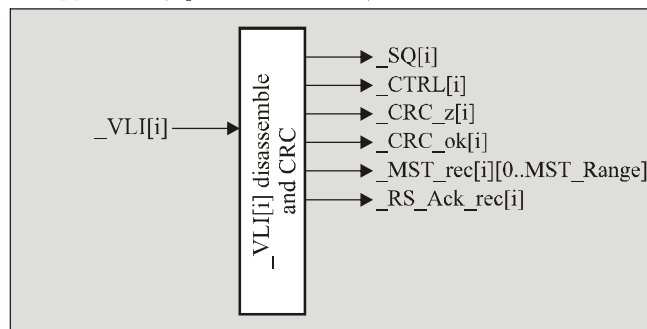 _VLI[i]
_VLI[i] disassemble
and CRC
_SQ[i]
_CTRL[i]
_CRC_z[i]
_CRC_ok[i]
_MST_rec[i][0..MST_Range]
_RS_Ack_rec[i]